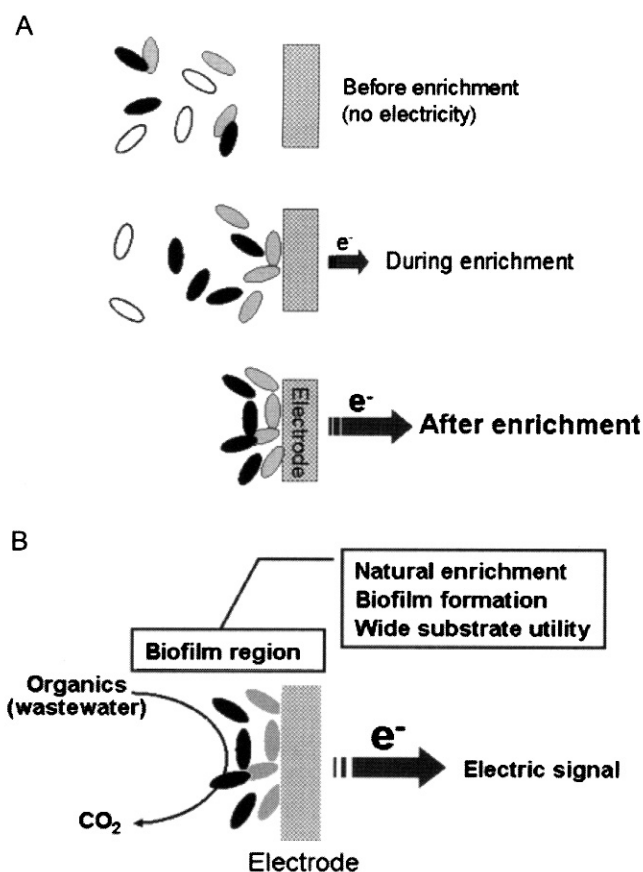 A
Before enrichment
(no electricity)
e-
During enrichment
Electrode
e-
After enrichment
B
Natural enrichment
Biofilm formation
Wide substrate utility
Biofilm region
Organics
(wastewater)
e-
Electric signal
CO₂
Electrode